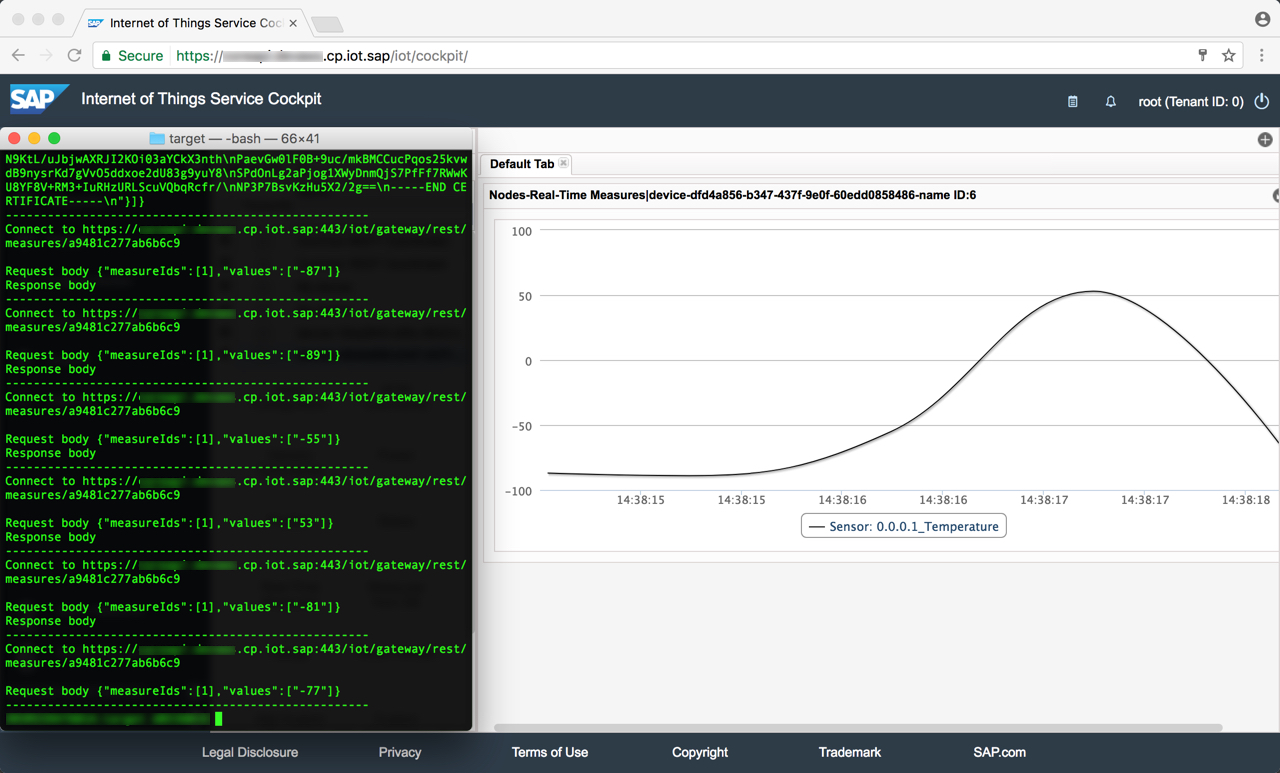 Internet of Things Service Coc
Secure https:// .cp.iot.sap/iot/cockpit/
SAP Internet of Things Service Cockpit
root (Tenant ID: 0)
target — -bash — 66×41
N9KtL/uJbjwAXRJI2KOi03aYCkX3nth\nPaevGw0lF0B+9uc/mkBMCCucPqos25kvw
dB9nysrKd7gVvO5ddxoe2dU83g9yuY8\nSPdOnLg2aPjog1XWyDnmQjS7PfFf7RWwK
U8YF8V+RM3+IuRHzURLScuVQbqRcfr/\nNP3P7BsvKzHu5X2/2g==\n-----END CE
RTIFICATE-----\n"}]}
----------------------------------------------------
Connect to https:// .cp.iot.sap:443/iot/gateway/rest/
measures/a9481c277ab6b6c9
Request body {"measureIds":[1],"values":["-87"]}
Response body
----------------------------------------------------
Connect to https:// .cp.iot.sap:443/iot/gateway/rest/
measures/a9481c277ab6b6c9
Request body {"measureIds":[1],"values":["-89"]}
Response body
----------------------------------------------------
Connect to https:// .cp.iot.sap:443/iot/gateway/rest/
measures/a9481c277ab6b6c9
Request body {"measureIds":[1],"values":["-55"]}
Response body
----------------------------------------------------
Connect to https:// .cp.iot.sap:443/iot/gateway/rest/
measures/a9481c277ab6b6c9
Request body {"measureIds":[1],"values":["53"]}
Response body
----------------------------------------------------
Connect to https:// .cp.iot.sap:443/iot/gateway/rest/
measures/a9481c277ab6b6c9
Request body {"measureIds":[1],"values":["-81"]}
Response body
----------------------------------------------------
Connect to https:// .cp.iot.sap:443/iot/gateway/rest/
measures/a9481c277ab6b6c9
Request body {"measureIds":[1],"values":["-77"]}
----------------------------------------------------
Default Tab
Nodes-Real-Time Measures|device-dfd4a856-b347-437f-9e0f-60edd0858486-name ID:6
100
50
0
-50
-100
14:38:15 14:38:15 14:38:16 14:38:16 14:38:17 14:38:17 14:38:18
Sensor: 0.0.0.1_Temperature
Legal Disclosure Privacy Terms of Use Copyright Trademark SAP.com